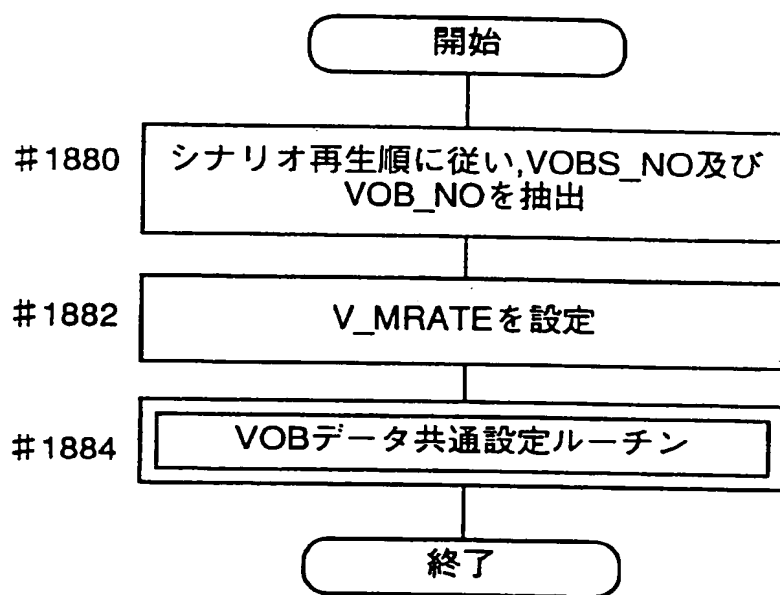 開始
#1880
シナリオ再生順に従い,VOBS_NO及び
VOB_NOを抽出
#1882
V_MRATEを設定
#1884
VOBデータ共通設定ルーチン
終了